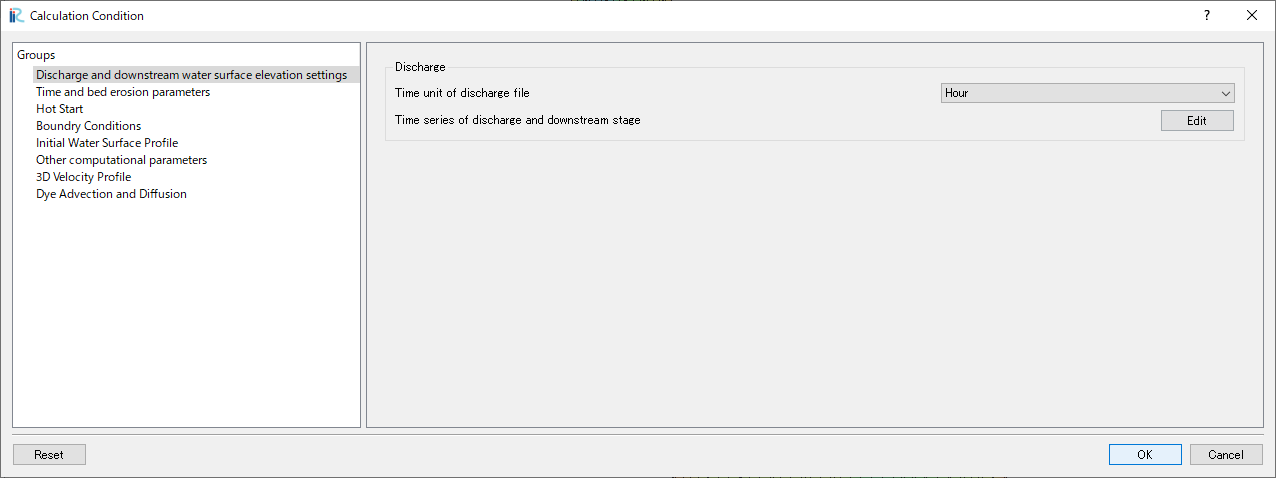 Calculation Condition
?
Groups
Discharge and downstream water surface elevation settings
Time and bed erosion parameters
Hot Start
Boundry Conditions
Initial Water Surface Profile
Other computational parameters
3D Velocity Profile
Dye Advection and Diffusion
Discharge
Time unit of discharge file
Hour
Time series of discharge and downstream stage
Edit
Reset
OK
Cancel